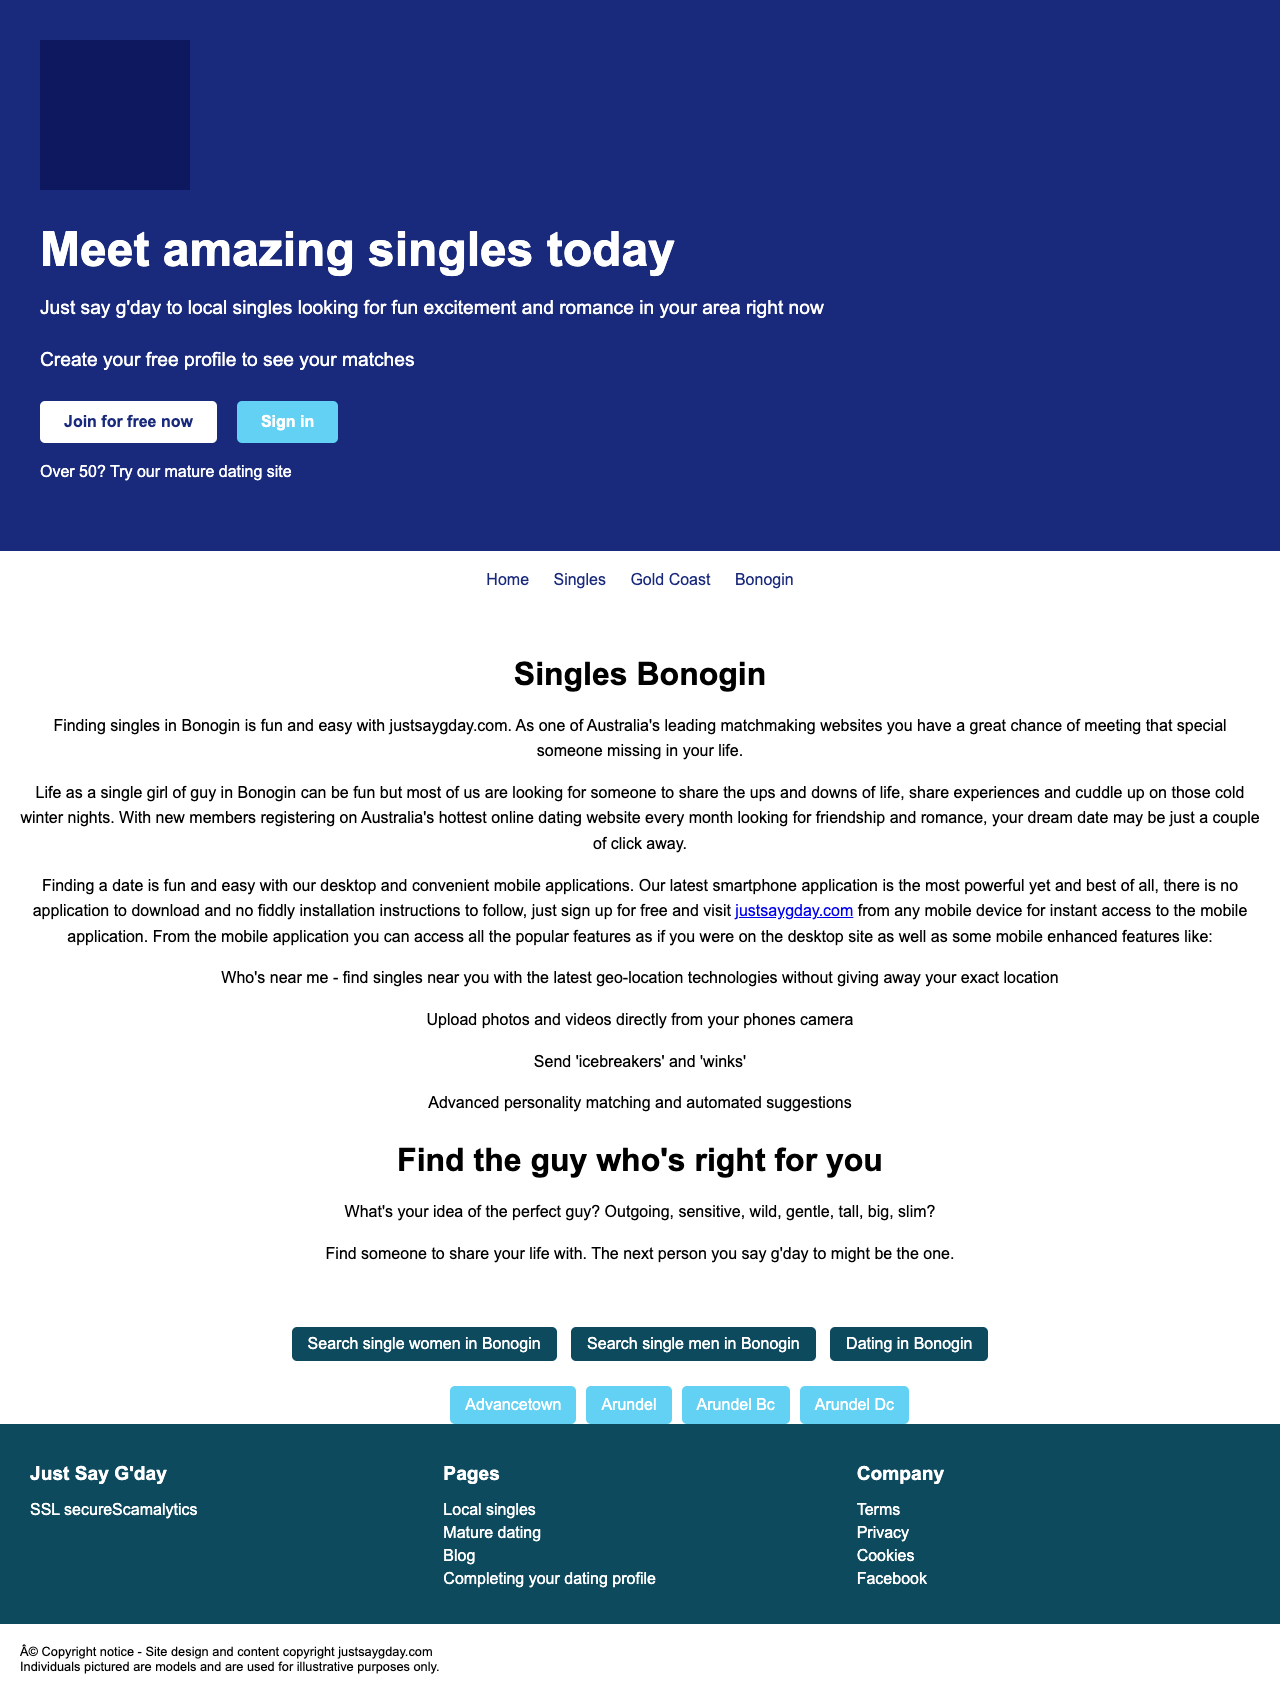 Meet amazing singles today
Just say g'day to local singles looking for fun excitement and romance in your area right now
Create your free profile to see your matches
Join for free now Sign in
Over 50? Try our mature dating site
Home Singles Gold Coast Bonogin
Singles Bonogin
Finding singles in Bonogin is fun and easy with justsaygday.com. As one of Australia's leading matchmaking websites you have a great chance of meeting that special
someone missing in your life.
Life as a single girl of guy in Bonogin can be fun but most of us are looking for someone to share the ups and downs of life, share experiences and cuddle up on those cold
winter nights. With new members registering on Australia's hottest online dating website every month looking for friendship and romance, your dream date may be just a couple
of click away.
Finding a date is fun and easy with our desktop and convenient mobile applications. Our latest smartphone application is the most powerful yet and best of all, there is no
application to download and no fiddly installation instructions to follow, just sign up for free and visit justsaygday.com from any mobile device for instant access to the mobile
application. From the mobile application you can access all the popular features as if you were on the desktop site as well as some mobile enhanced features like:
Who's near me - find singles near you with the latest geo-location technologies without giving away your exact location
Upload photos and videos directly from your phones camera
Send 'icebreakers' and 'winks'
Advanced personality matching and automated suggestions
Find the guy who's right for you
What's your idea of the perfect guy? Outgoing, sensitive, wild, gentle, tall, big, slim?
Find someone to share your life with. The next person you say g'day to might be the one.
Search single women in Bonogin Search single men in Bonogin Dating in Bonogin
Advancetown Arundel Arundel Bc Arundel Dc
Just Say G'day
SSL secureScamalytics
Pages
Local singles
Mature dating
Blog
Completing your dating profile
Company
Terms
Privacy
Cookies
Facebook
Â© Copyright notice - Site design and content copyright justsaygday.com
Individuals pictured are models and are used for illustrative purposes only.